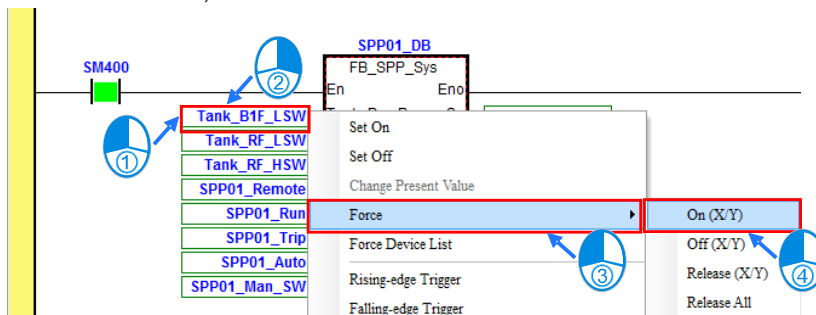 SPP01_DB
SM400
FB_SPP_Sys
②
En Eno
Tank_B1F_LSW
Set On
①
Tank_RF_LSW
Set Off
Tank_RF_HSW
Change Present Value
SPP01_Remote
SPP01_Run
Force
On (X/Y)
SPP01_Trip
Force Device List
Off (X/Y)
SPP01_Auto
③
Release (X/Y)
④
SPP01_Man_SW
Rising-edge Trigger
Release All
Falling-edge Trigger